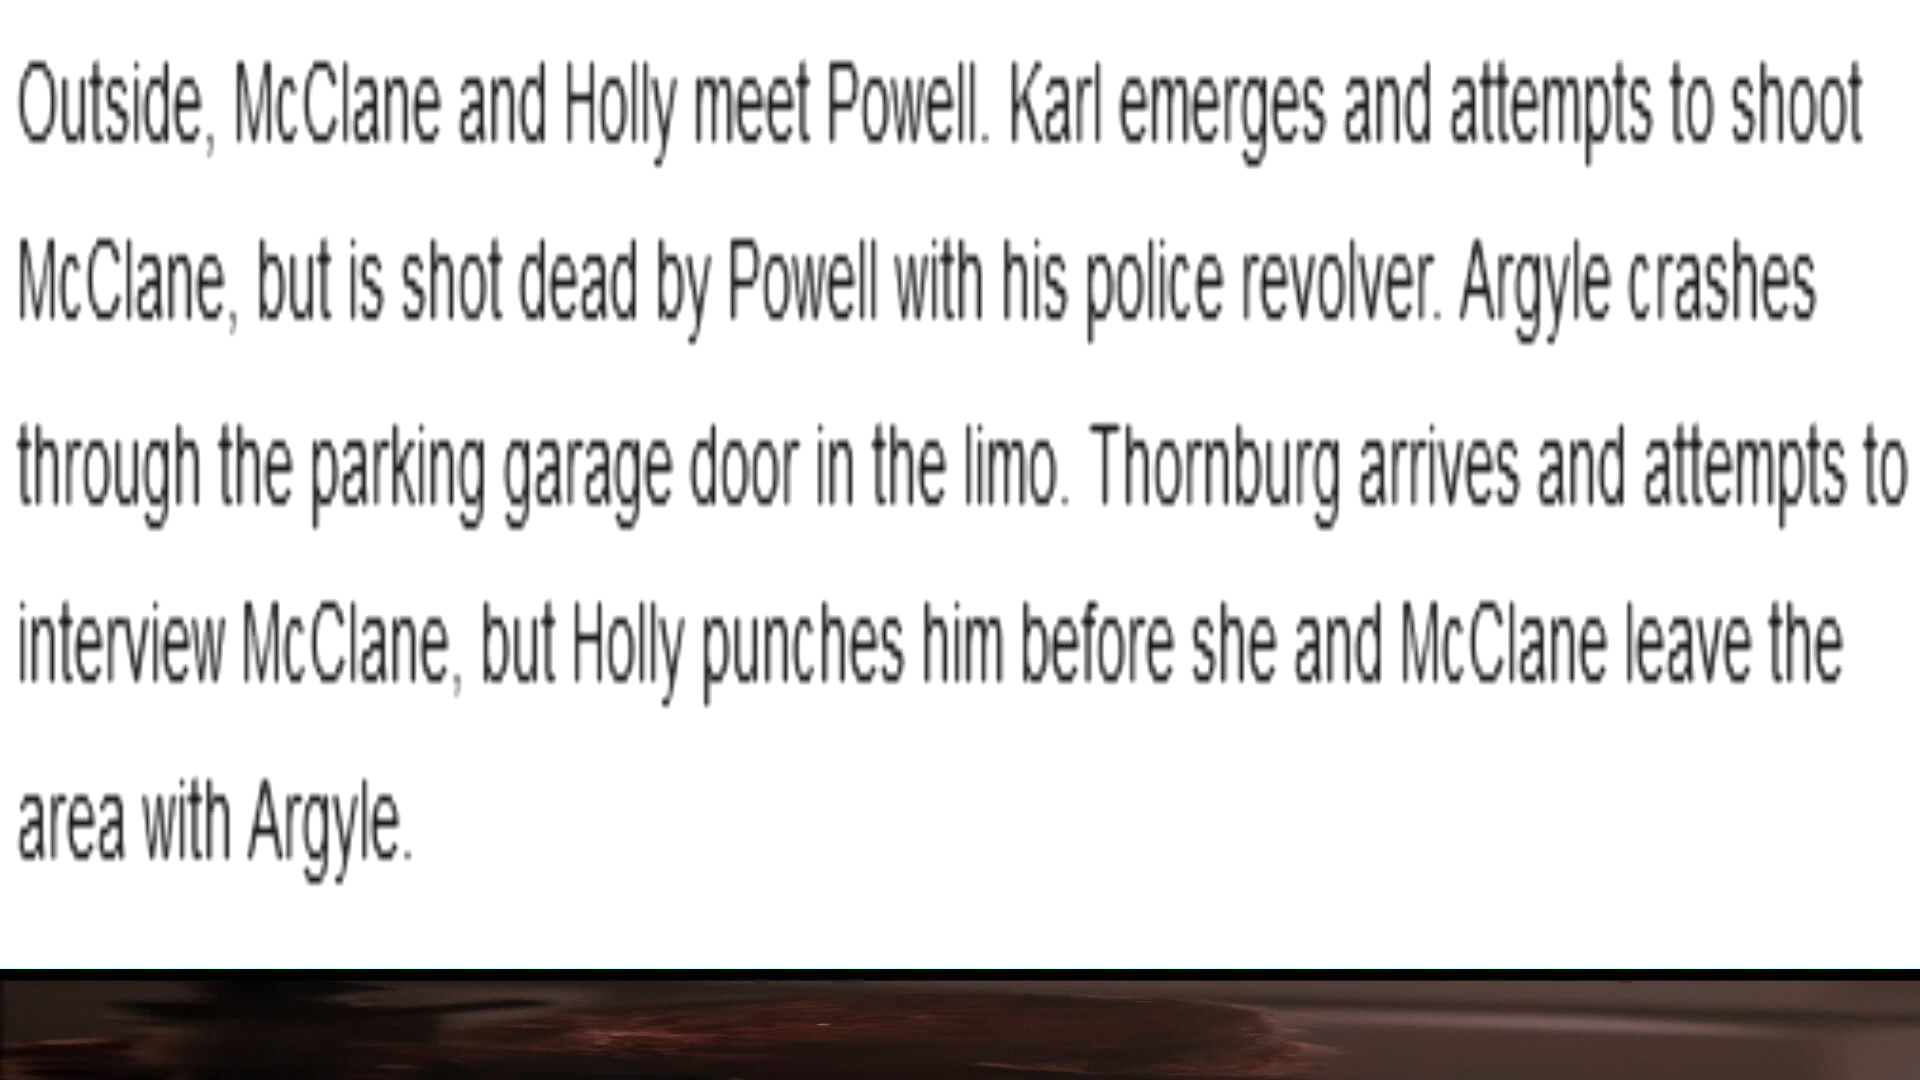 Outside, McClane and Holly meet Powell. Karl emerges and attempts to shoot
McClane, but is shot dead by Powell with his police revolver. Argyle crashes
through the parking garage door in the limo. Thornburg arrives and attempts to
interview McClane, but Holly punches him before she and McClane leave the
area with Argyle.